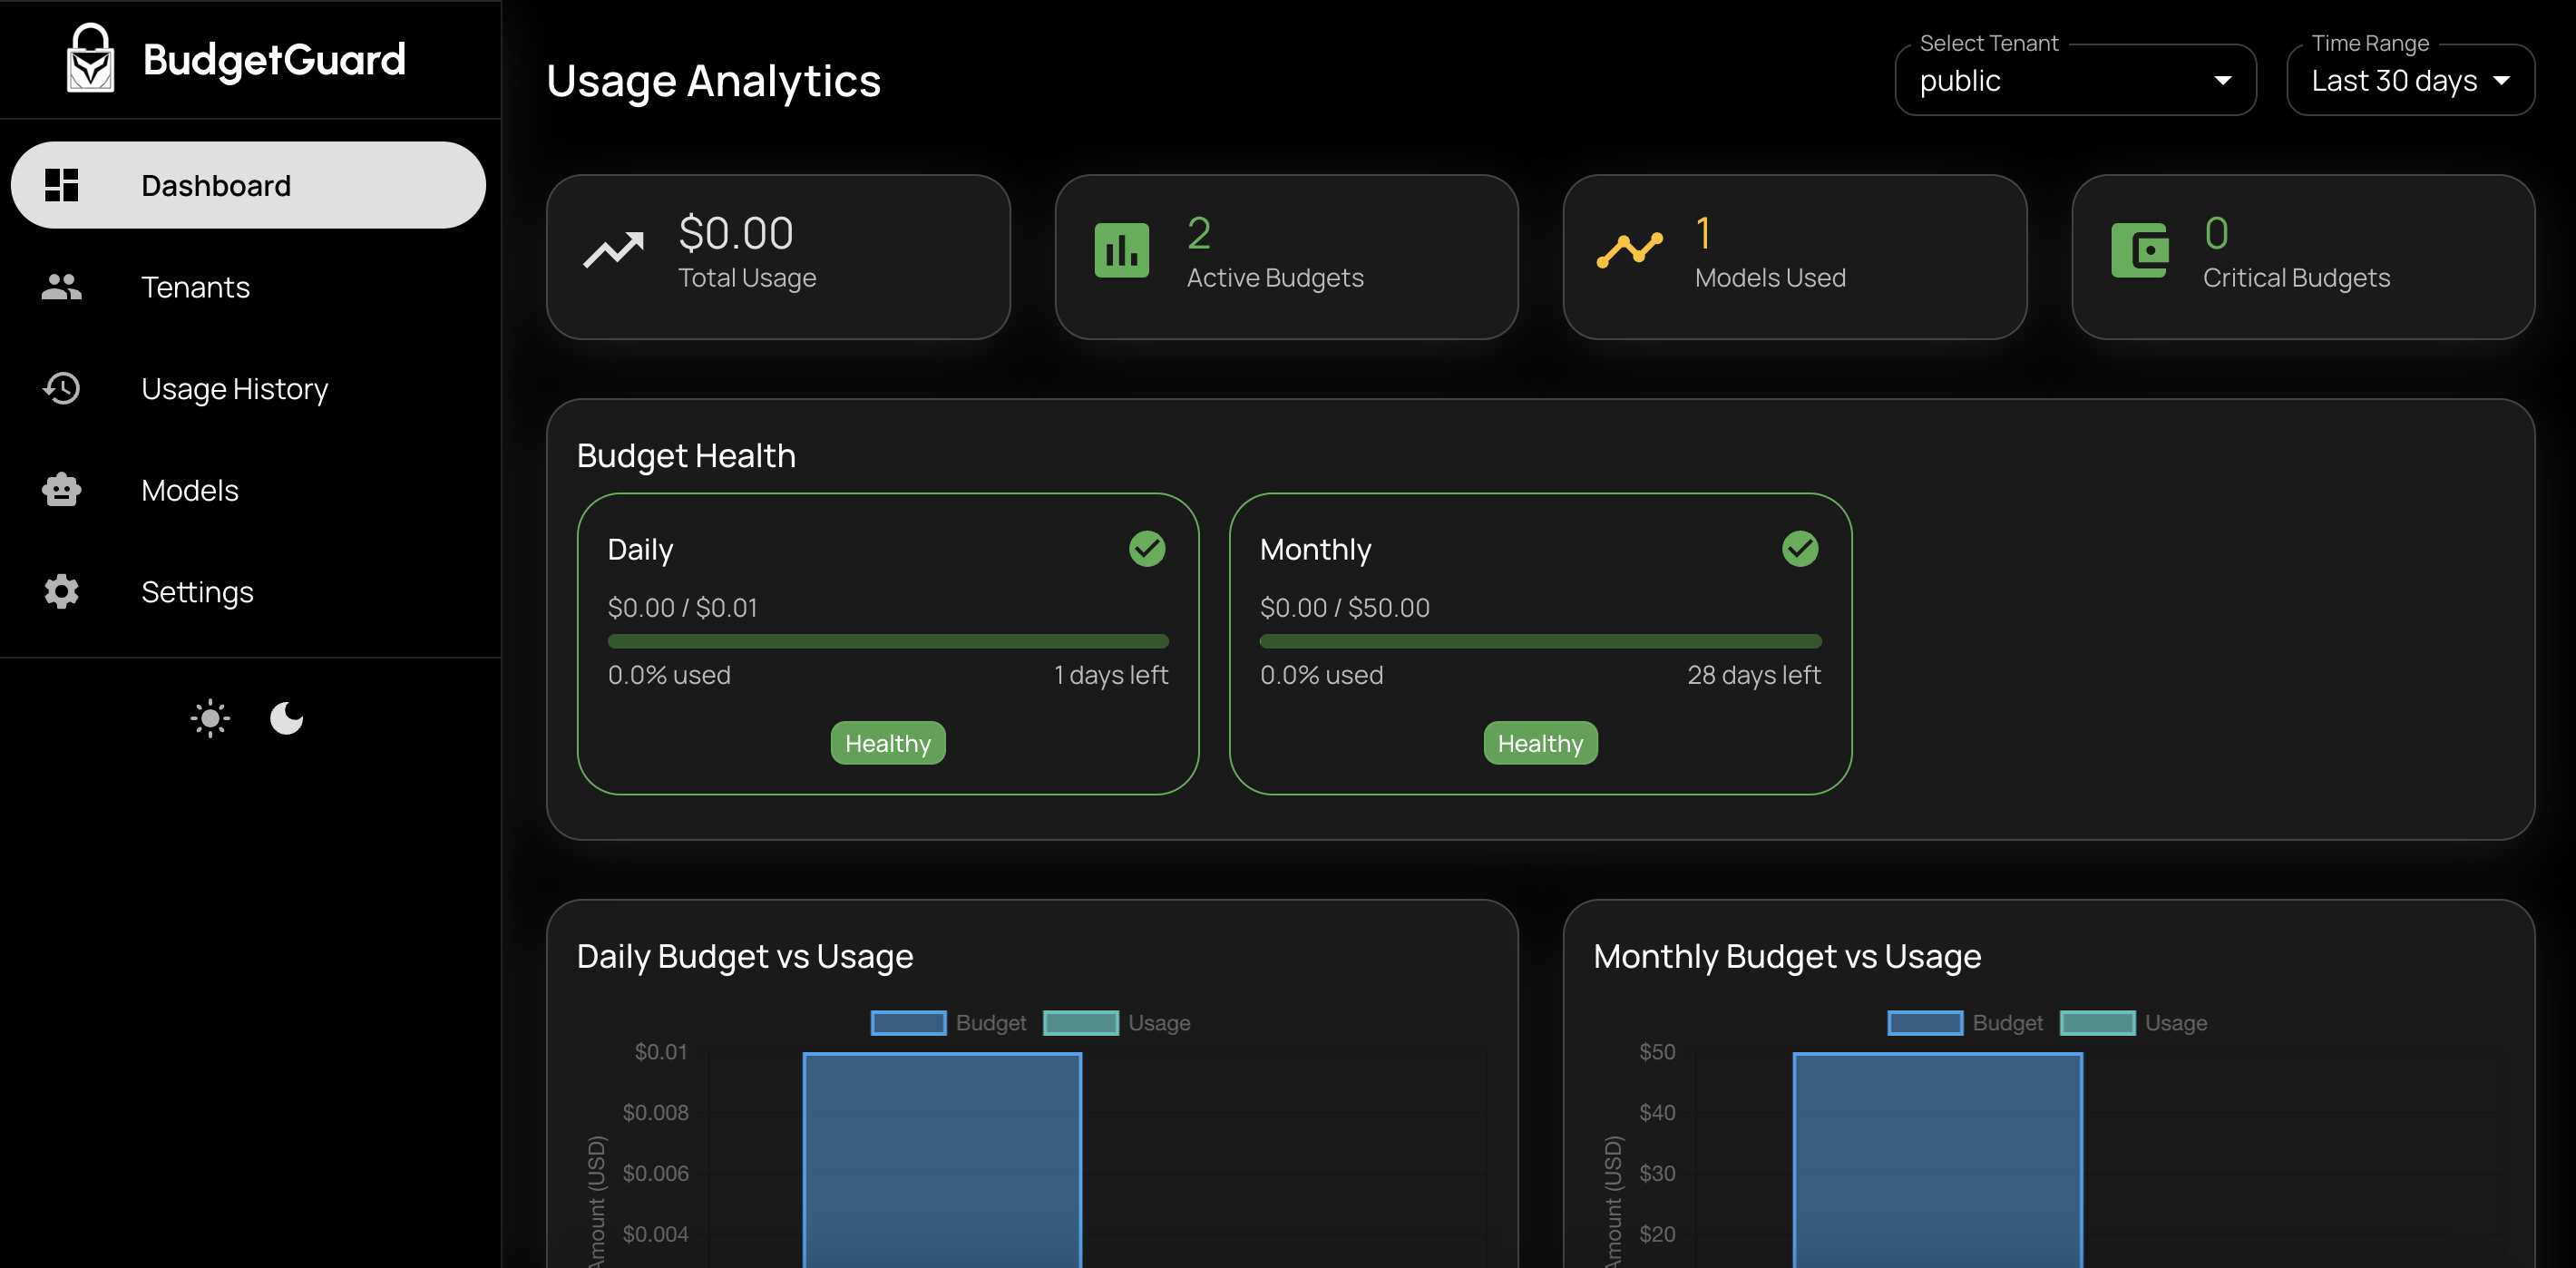 BudgetGuard
Dashboard
Tenants
Usage History
Models
Settings
Usage Analytics
Select Tenant
public
Time Range
Last 30 days
$0.00
Total Usage
2
Active Budgets
1
Models Used
0
Critical Budgets
Budget Health
Daily
$0.00 / $0.01
0.0% used
1 days left
Healthy
Monthly
$0.00 / $50.00
0.0% used
28 days left
Healthy
Daily Budget vs Usage
Budget
Usage
$0.01
$0.008
$0.006
$0.004
Amount (USD)
Monthly Budget vs Usage
Budget
Usage
$50
$40
$30
$20
Amount (USD)